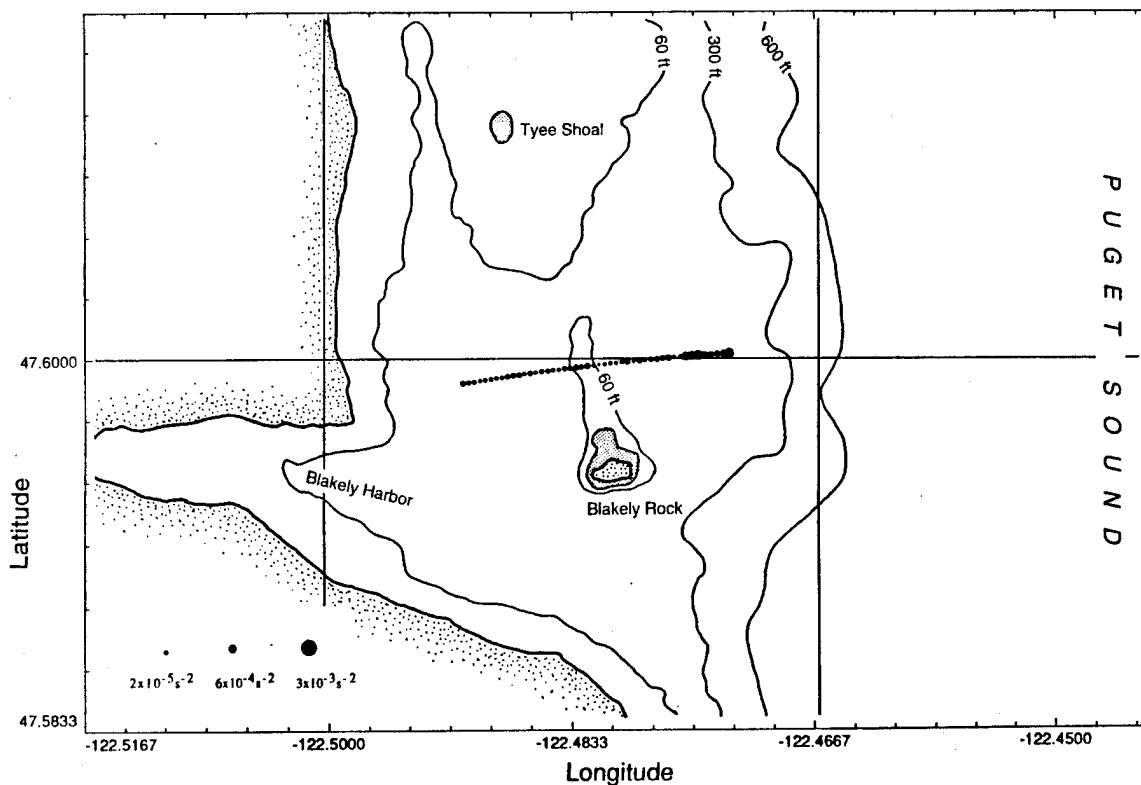 60 ft
300 ft
600 ft
Tyee Shoal
PUGET SOUND
47.6000
60 ft
Blakely Harbor
Blakely Rock
Latitude
2x10⁻⁵s⁻²
6x10⁻⁴s⁻²
3x10⁻³s⁻²
47.5833
-122.5167
-122.5000
-122.4833
-122.4667
-122.4500
Longitude